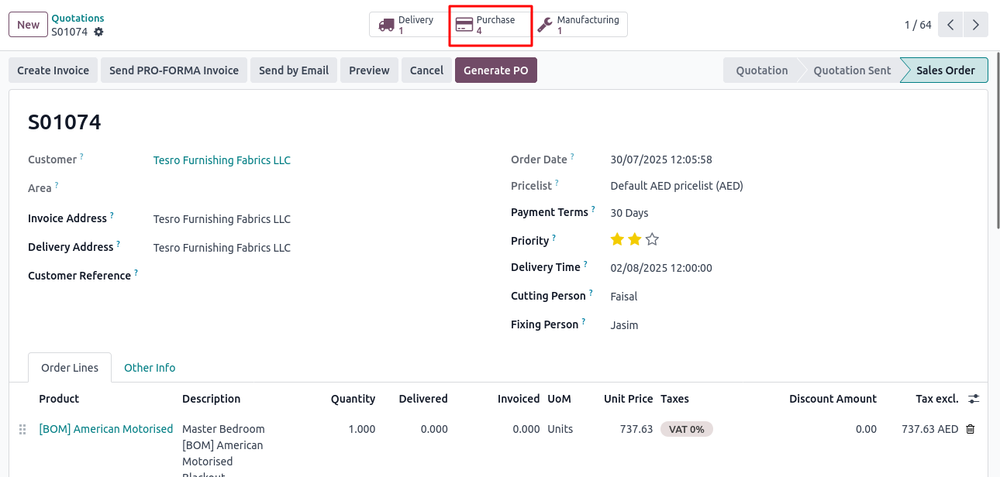 New
Quotations
S01074
Delivery
1
Purchase
4
Manufacturing
1
1 / 64
Create Invoice
Send PRO-FORMA Invoice
Send by Email
Preview
Cancel
Generate PO
Quotation
Quotation Sent
Sales Order
S01074
Customer ?
Tesro Furnishing Fabrics LLC
Area ?
Invoice Address ?
Tesro Furnishing Fabrics LLC
Delivery Address ?
Tesro Furnishing Fabrics LLC
Customer Reference ?
Order Date ?
30/07/2025 12:05:58
Pricelist ?
Default AED pricelist (AED)
Payment Terms ?
30 Days
Priority ?
Delivery Time ?
02/08/2025 12:00:00
Cutting Person ?
Faisal
Fixing Person ?
Jasim
Order Lines
Other Info
Product Description Quantity Delivered Invoiced UoM Unit Price Taxes Discount Amount Tax excl.
[BOM] American Motorised Master Bedroom 1.000 0.000 0.000 Units 737.63 VAT 0% 0.00 737.63 AED
[BOM] American
Motorised
Blackout